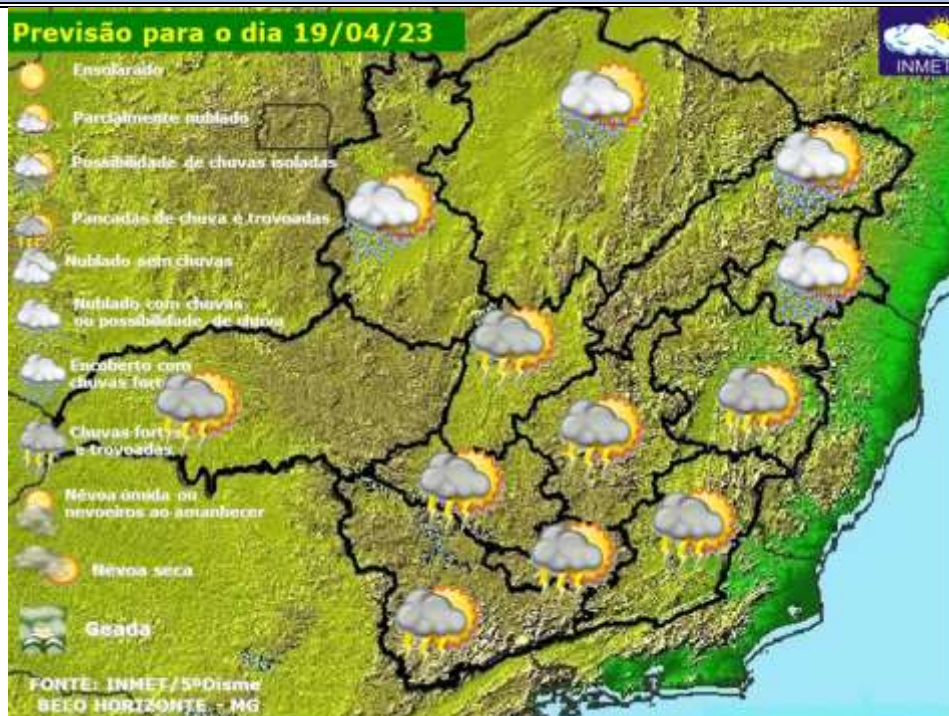 Previsão para o dia 19/04/23
INMET
Ensolarado
Parcialmente nublado
Possibilidade de chuvas isoladas
Pancadas de chuva e trovoadas
Nublado sem chuvas
Nublado com chuvas
ou possibilidade de chuva
Encoberto com
chuvas fort
Chuvas fortes
e trovoadas
Névoa úmida ou
nevoeiros ao amanhecer
Névoa seca
Geada
FONTE: INMET/5ºDisme
BELO HORIZONTE - MG